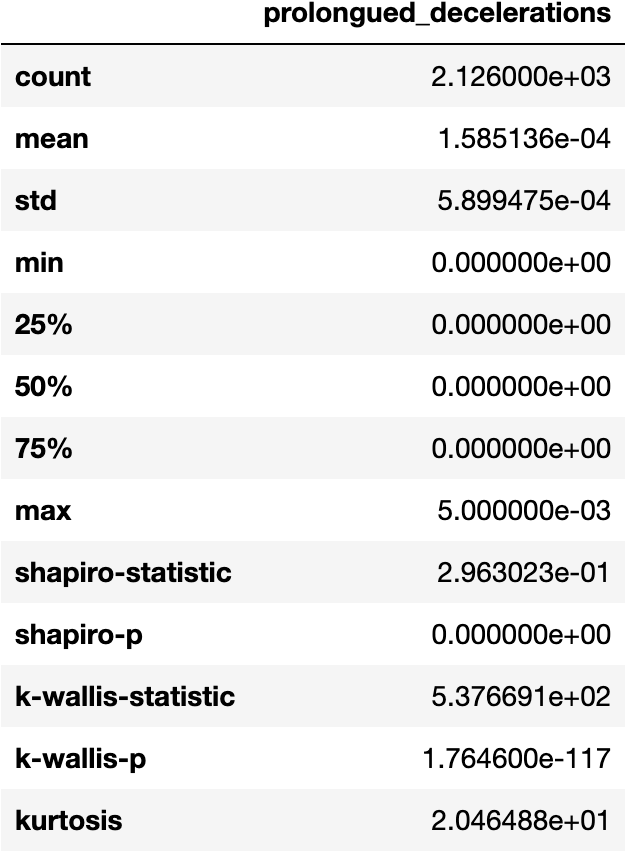 prolongued_decelerations
count 2.126000e+03
mean 1.585136e-04
std 5.899475e-04
min 0.000000e+00
25% 0.000000e+00
50% 0.000000e+00
75% 0.000000e+00
max 5.000000e-03
shapiro-statistic 2.963023e-01
shapiro-p 0.000000e+00
k-wallis-statistic 5.376691e+02
k-wallis-p 1.764600e-117
kurtosis 2.046488e+01